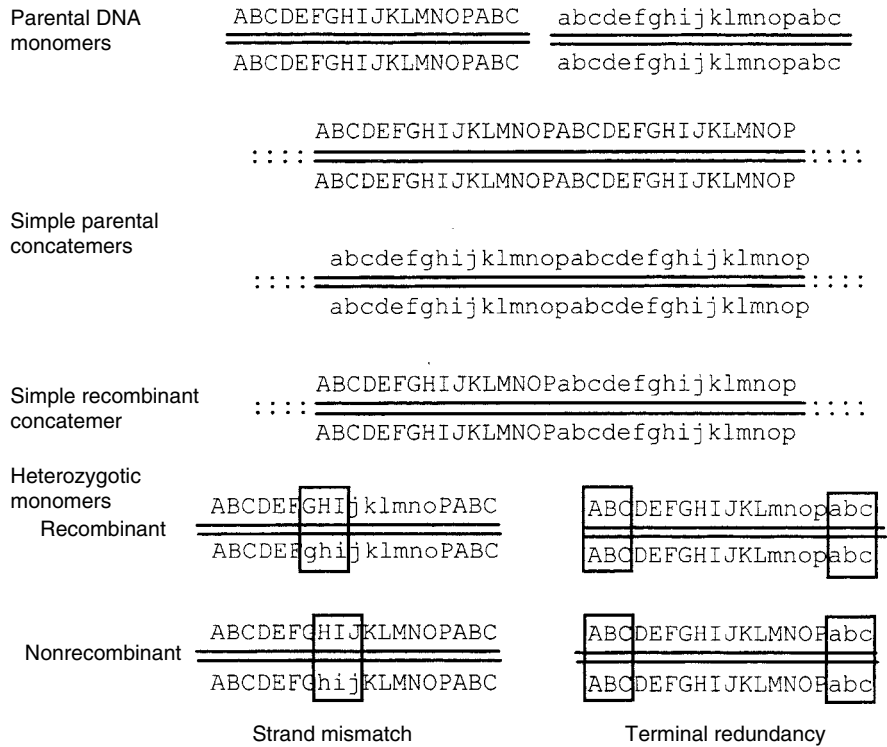 Parental DNA
monomers
ABCDEFGHIJKLMNOPABC
ABCDEFGHIJKLMNOPABC
abcdefghijklmnopabc
abcdefghijklmnopabc
ABCDEFGHIJKLMNOPABCDEFGHIJKLMNOP
ABCDEFGHIJKLMNOPABCDEFGHIJKLMNOP
Simple parental
concatemers
abcdefghijklmnopabcdefghijklmnop
abcdefghijklmnopabcdefghijklmnop
Simple recombinant
concatemer
ABCDEFGHIJKLMNOPabcdefghijklmnop
ABCDEFGHIJKLMNOPabcdefghijklmnop
Heterozygotic
monomers
Recombinant
ABCDEFGHIjklmnoPABC
ABCDEFghijklmnoPABC
ABCDEFGHIJKLmnopabc
ABCDEFGHIJKLmnopabc
Nonrecombinant
ABCDEFGHIJKLMNOPABC
ABCDEFGhijKLMNOPABC
ABCDEFGHIJKLMNOPabc
ABCDEFGHIJKLMNOPabc
Strand mismatch
Terminal redundancy